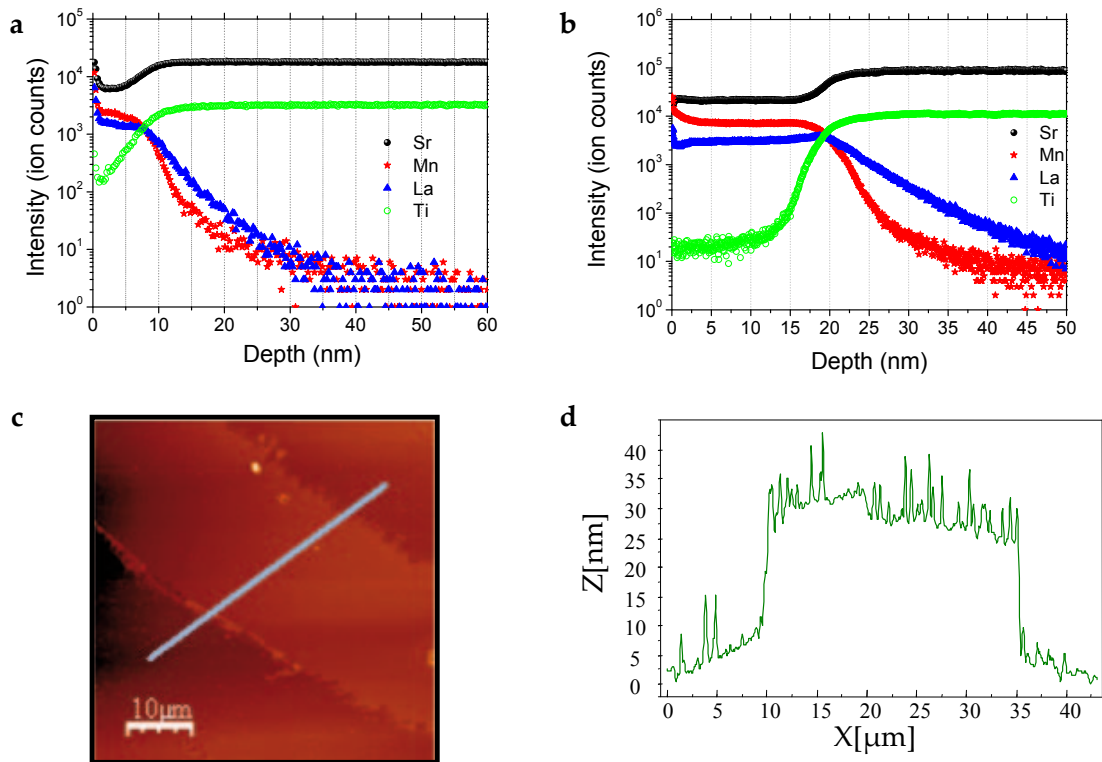 a
10^5
10^4
10^3
10^2
10^1
10^0
Intensity (ion counts)
Sr
Mn
La
Ti
0 10 20 30 40 50 60
Depth (nm)
b
10^6
10^5
10^4
10^3
10^2
10^1
10^0
Intensity (ion counts)
Sr
Mn
La
Ti
0 5 10 15 20 25 30 35 40 45 50
Depth (nm)
c
10µm
d
40
35
30
25
20
15
10
5
0
Z[nm]
0 5 10 15 20 25 30 35 40
X[µm]